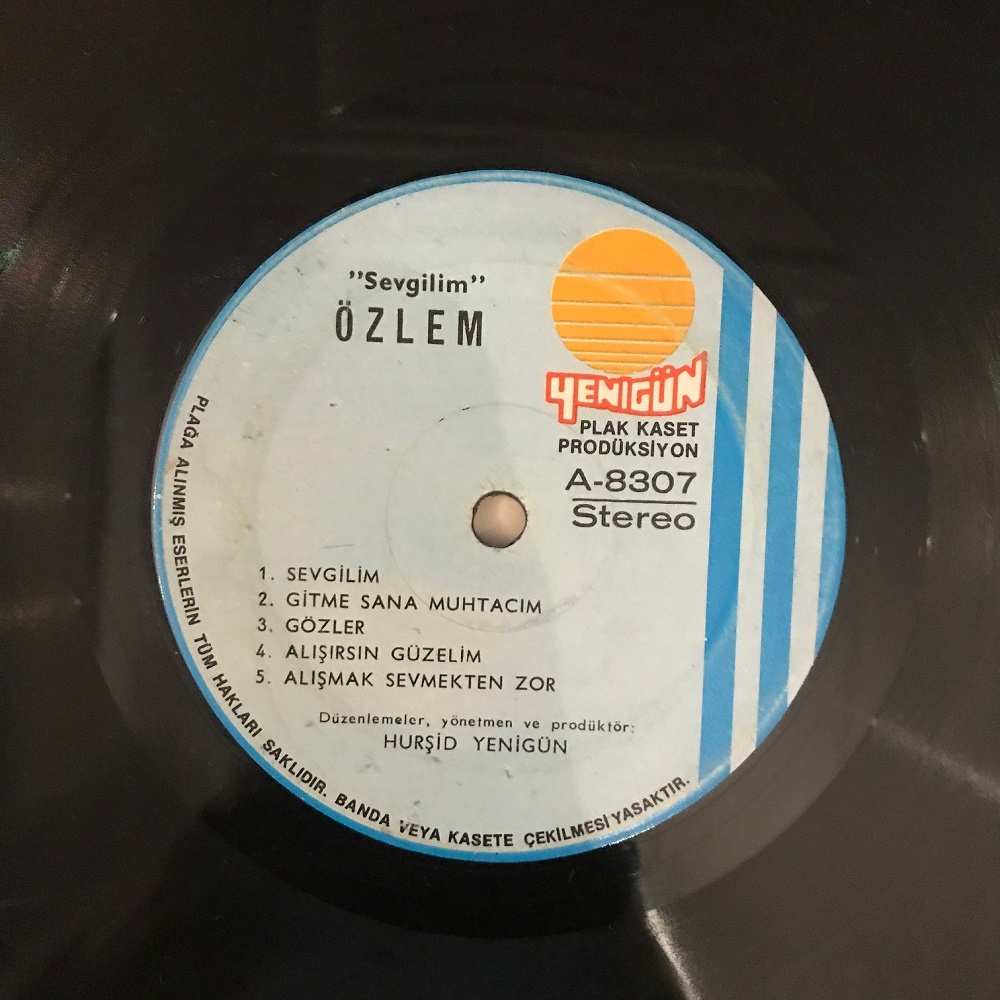 ”Sevgilim”
ÖZLEM
YENİGÜN
PLAK KASET
PRODÜKSİYON
A-8307
Stereo
1. SEVGİLİM
2. GİTME SANA MUHTACIM
3. GÖZLER
4. ALIŞIRSIN GÜZELİM
5. ALIŞMAK SEVMEKTEN ZOR
Düzenlemeler, yönetmen ve prodüktör:
HURŞİD YENİGÜN
PLAĞA ALINMIŞ ESERLERİN TÜM HAKLARI SAKLIDIR. BANDA VEYA KASETE ÇEKİLMESİ YASAKTIR.